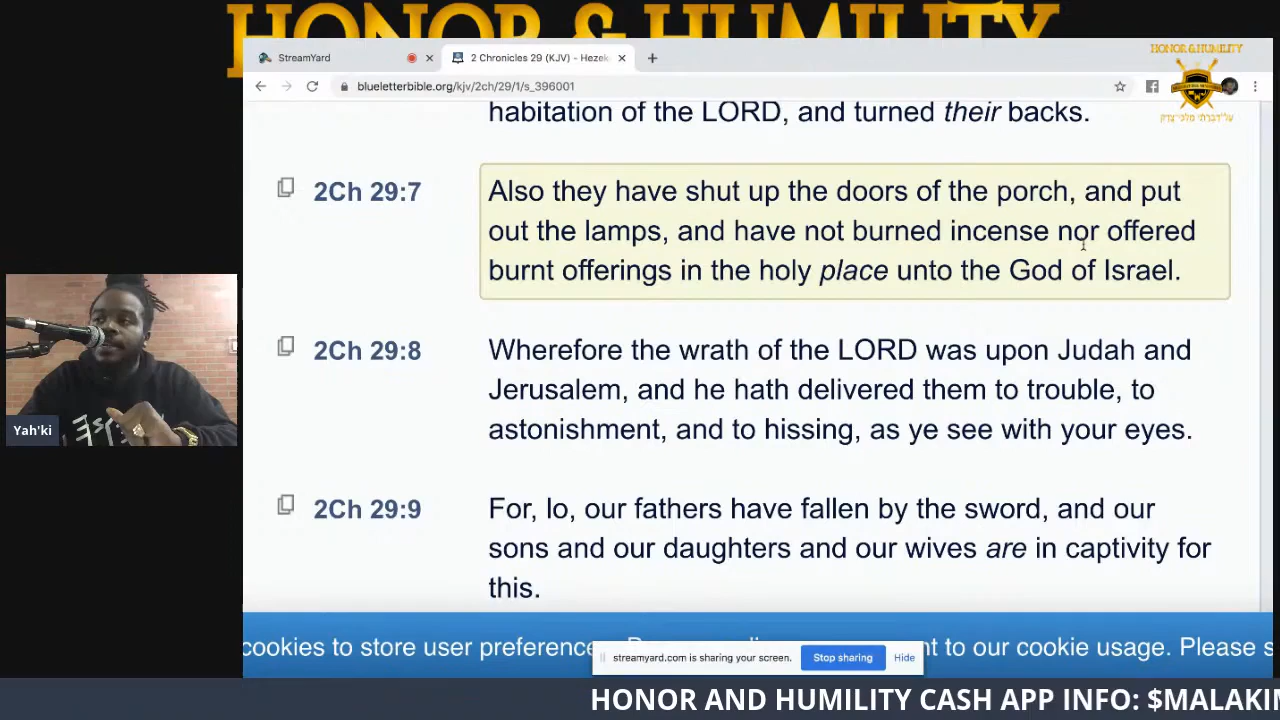 HONOR & HUMILITY
StreamYard
2 Chronicles 29 (KJV) - Hezek
HONOR & HUMILITY
blueletterbible.org/kjv/2ch/29/1/s_396001
habitation of the LORD, and turned their backs.
2Ch 29:7
Also they have shut up the doors of the porch, and put
out the lamps, and have not burned incense nor offered
burnt offerings in the holy place unto the God of Israel.
2Ch 29:8
Wherefore the wrath of the LORD was upon Judah and
Jerusalem, and he hath delivered them to trouble, to
astonishment, and to hissing, as ye see with your eyes.
Yah'ki
2Ch 29:9
For, lo, our fathers have fallen by the sword, and our
sons and our daughters and our wives are in captivity for
this.
cookies to store user preference
t to our cookie usage. Please s
streamyard.com is sharing your screen.
Stop sharing
Hide
HONOR AND HUMILITY CASH APP INFO: $MALAKI